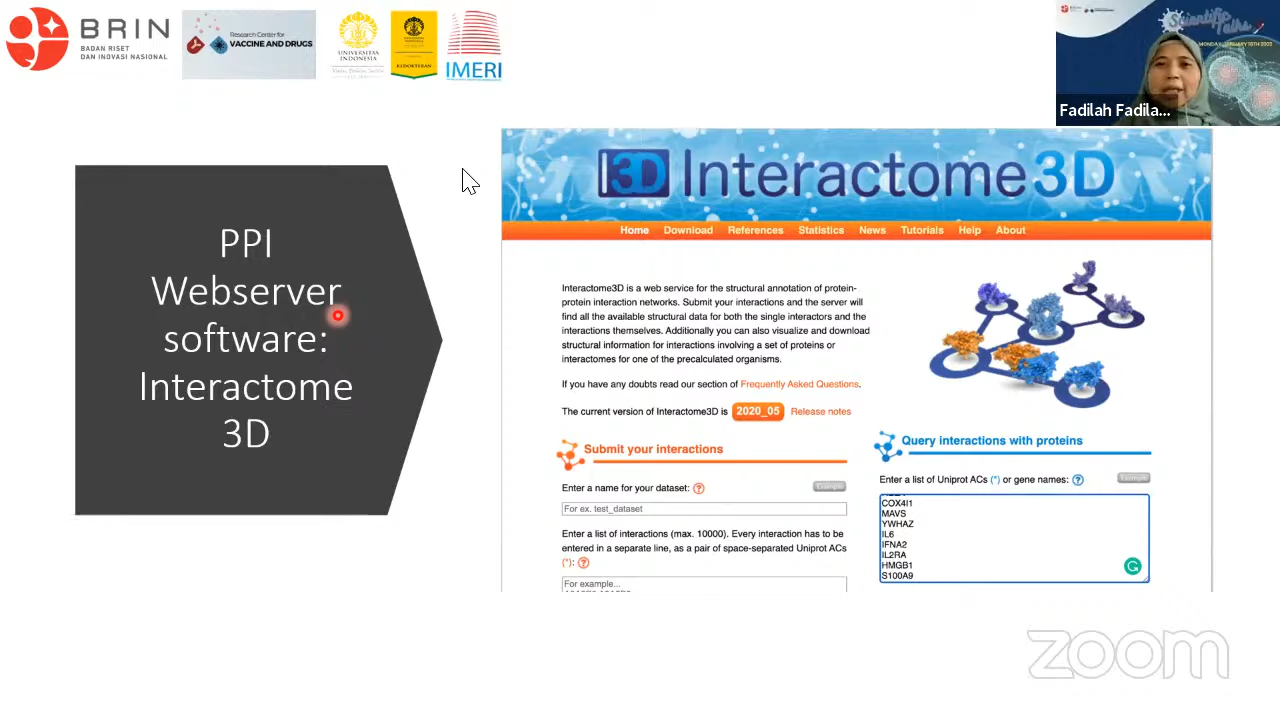 BRIN
BADAN RISET
DAN INOVASI NASIONAL
Research Center for
VACCINE AND DRUGS
UNIVERSITAS
INDONESIA
KEDOKTERAN
IMERI
Scientific
Talks
MONDAY, JANUARY 10TH 2022
Fadilah Fadila...
PPI
Webserver
software:
Interactome
3D
3D Interactome3D
Home Download References Statistics News Tutorials Help About
Interactome3D is a web service for the structural annotation of protein-
protein interaction networks. Submit your interactions and the server will
find all the available structural data for both the single interactors and the
interactions themselves. Additionally you can also visualize and download
structural information for interactions involving a set of proteins or
interactomes for one of the precalculated organisms.
If you have any doubts read our section of Frequently Asked Questions.
The current version of Interactome3D is 2020_05 Release notes
Submit your interactions
Enter a name for your dataset: ? Example
For ex. test_dataset
Enter a list of interactions (max. 10000). Every interaction has to be
entered in a separate line, as a pair of space-separated Uniprot ACs
(*): ?
For example...
Query interactions with proteins
Enter a list of Uniprot ACs (*) or gene names: ? Example
COX4I1
MAVS
YWHAZ
IL6
IFNA2
IL2RA
HMGB1
S100A9
zoom